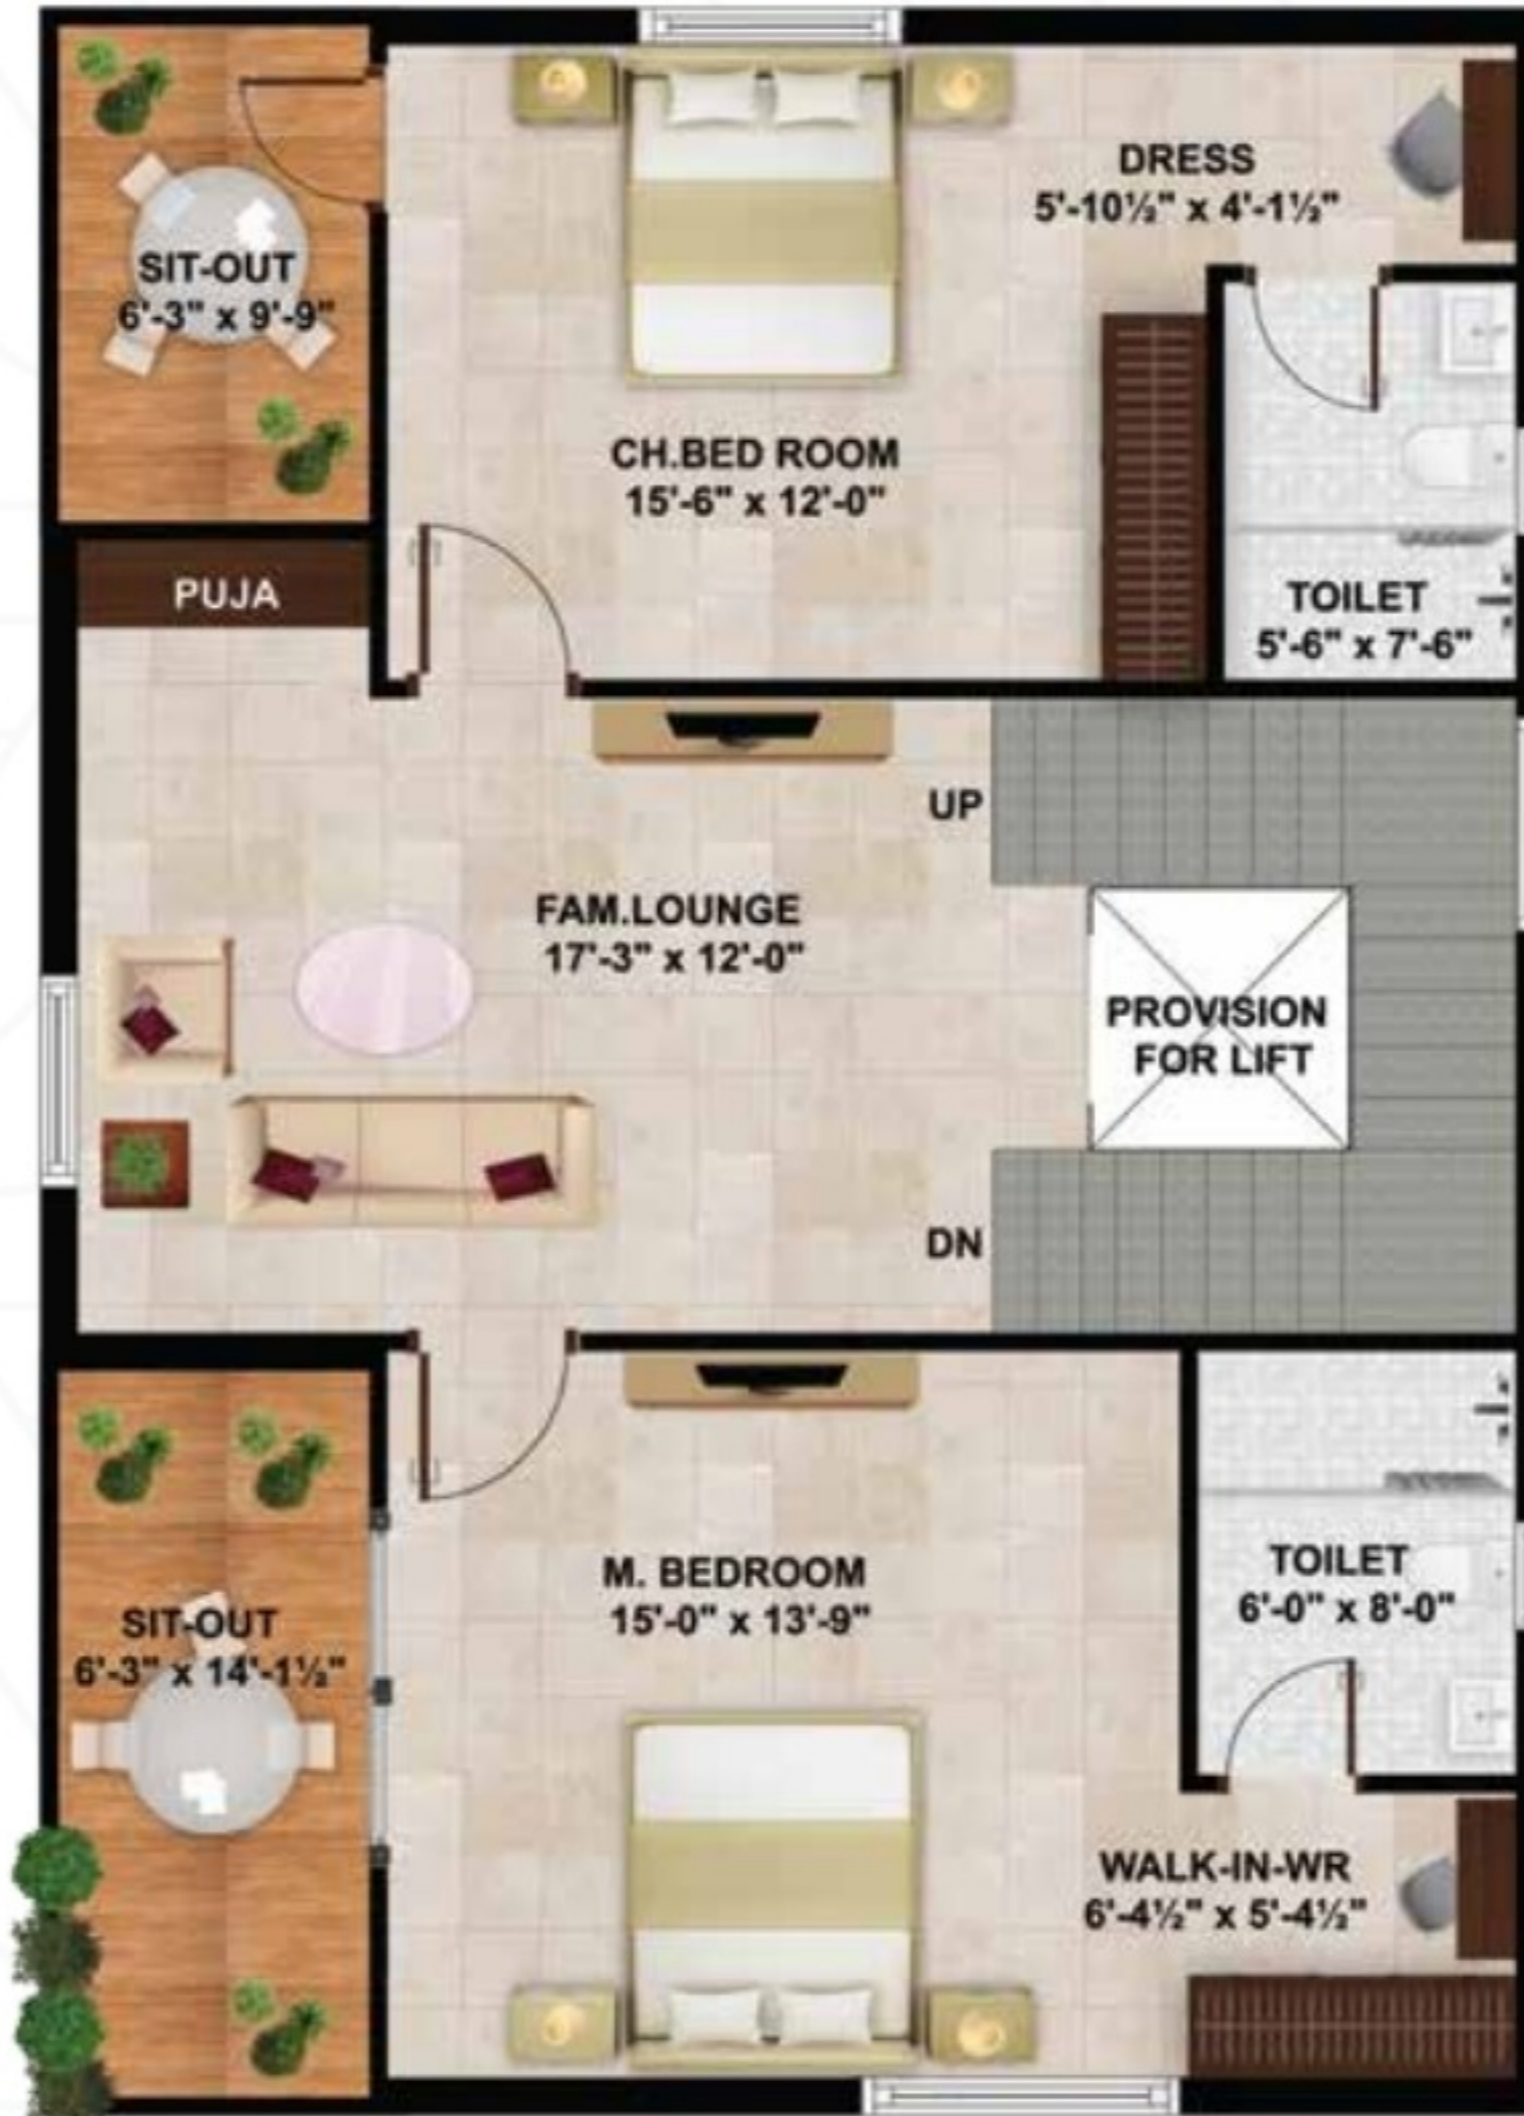 DRESS
5'-10½" x 4'-1½"
SIT-OUT
6'-3" x 9'-9"
CH.BED ROOM
15'-6" x 12'-0"
PUJA
TOILET
5'-6" x 7'-6"
UP
FAM.LOUNGE
17'-3" x 12'-0"
PROVISION
FOR LIFT
DN
M. BEDROOM
15'-0" x 13'-9"
TOILET
6'-0" x 8'-0"
SIT-OUT
6'-3" x 14'-1½"
WALK-IN-WR
6'-4½" x 5'-4½"